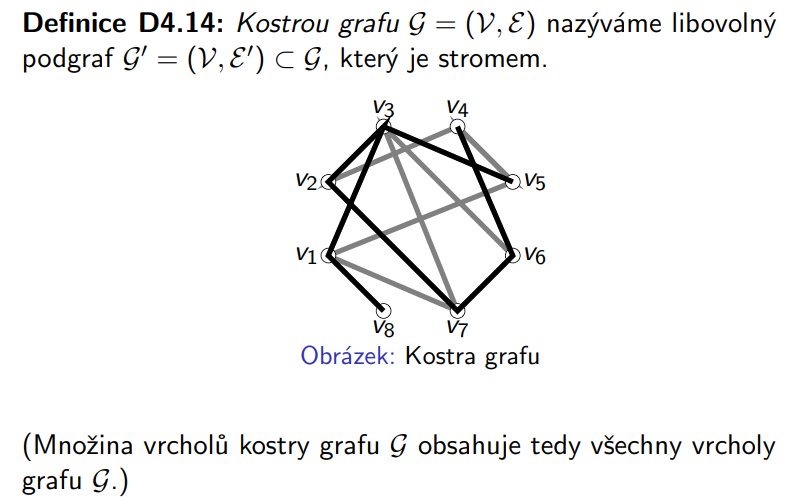 Definice D4.14: Kostrou grafu 𝒢 = (𝒱, ℰ) nazýváme libovolný
podgraf 𝒢′ = (𝒱, ℰ′) ⊂ 𝒢, který je stromem.
v₃ v₄
v₂ v₅
v₁ v₆
v₈ v₇
Obrázek: Kostra grafu
(Množina vrcholů kostry grafu 𝒢 obsahuje tedy všechny vrcholy
grafu 𝒢.)